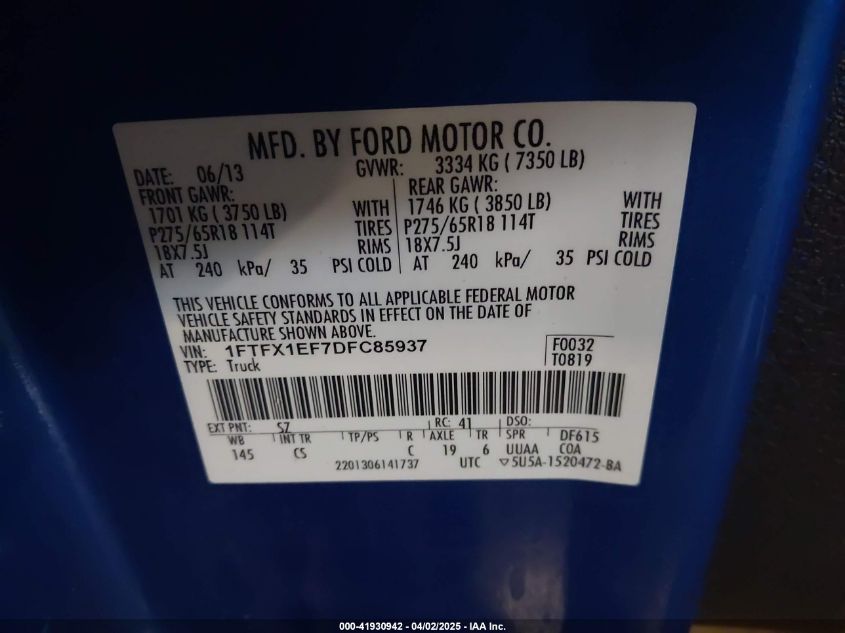 MFD. BY FORD MOTOR CO.
DATE: 06/13 GVWR: 3334 KG ( 7350 LB)
FRONT GAWR: REAR GAWR:
1701 KG ( 3750 LB) WITH 1746 KG ( 3850 LB) WITH
P275/65R18 114T TIRES P275/65R18 114T TIRES
18X7.5J RIMS 18X7.5J RIMS
AT 240 kPa/ 35 PSI COLD AT 240 kPa/ 35 PSI COLD
THIS VEHICLE CONFORMS TO ALL APPLICABLE FEDERAL MOTOR
VEHICLE SAFETY STANDARDS IN EFFECT ON THE DATE OF
MANUFACTURE SHOWN ABOVE.
VIN: 1FTFX1EF7DFC85937 F0032
TYPE: Truck T0819
EXT PNT: SZ RC: 41 DSO:
WB INT TR TP/PS R AXLE TR SPR DF615
145 CS C 19 6 UUAA COA
2201306141737 UTC ▽5U5A-1520472-BA
000-41930942 - 04/02/2025 - IAA Inc.